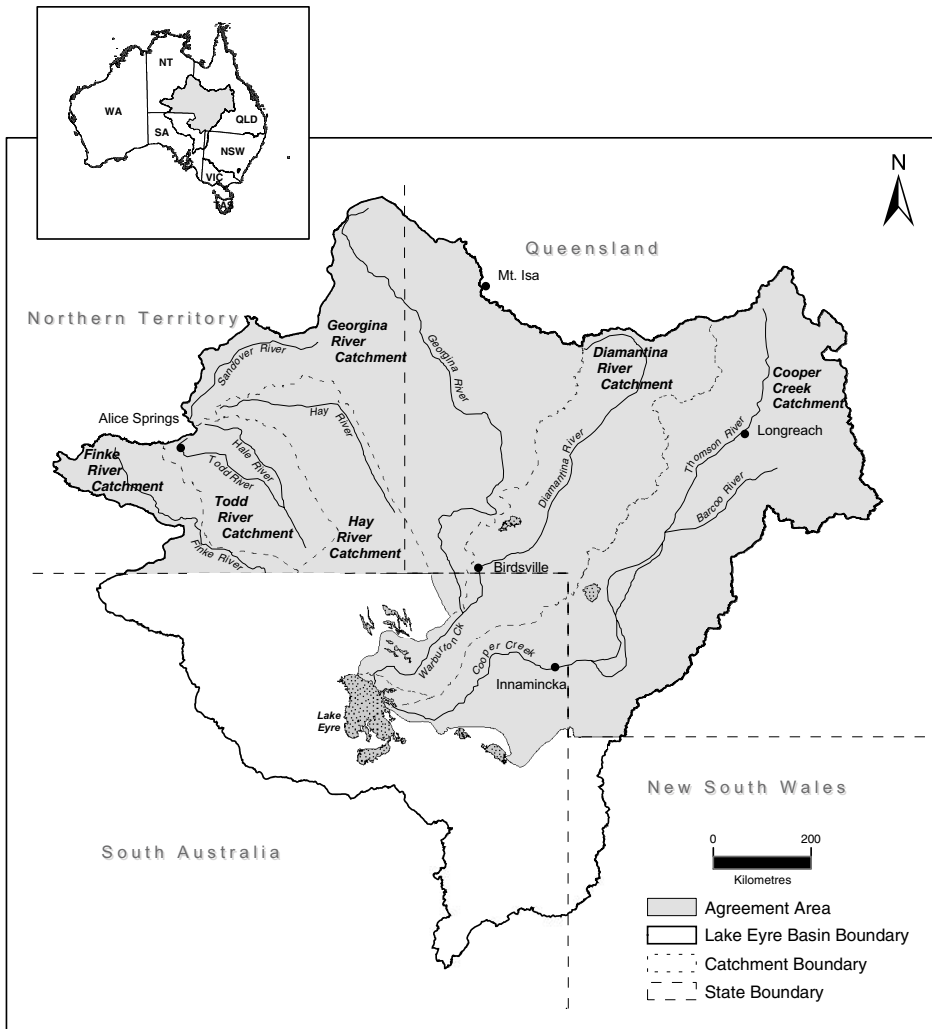 NT
WA
QLD
SA
NSW
VIC
TAS
N
Queensland
Mt. Isa
Northern Territory
Georgina
River
Catchment
Sandover River
Georgina River
Diamantina
River
Catchment
Cooper
Creek
Catchment
Alice Springs
Hay River
Longreach
Thomson River
Finke
River
Catchment
Hale River
Todd River
Diamantina River
Barcoo River
Todd
River
Catchment
Hay
River
Catchment
Finke River
Birdsville
Warburton Ck
Cooper Creek
Innamincka
Lake
Eyre
New South Wales
South Australia
0 200
Kilometres
Agreement Area
Lake Eyre Basin Boundary
Catchment Boundary
State Boundary